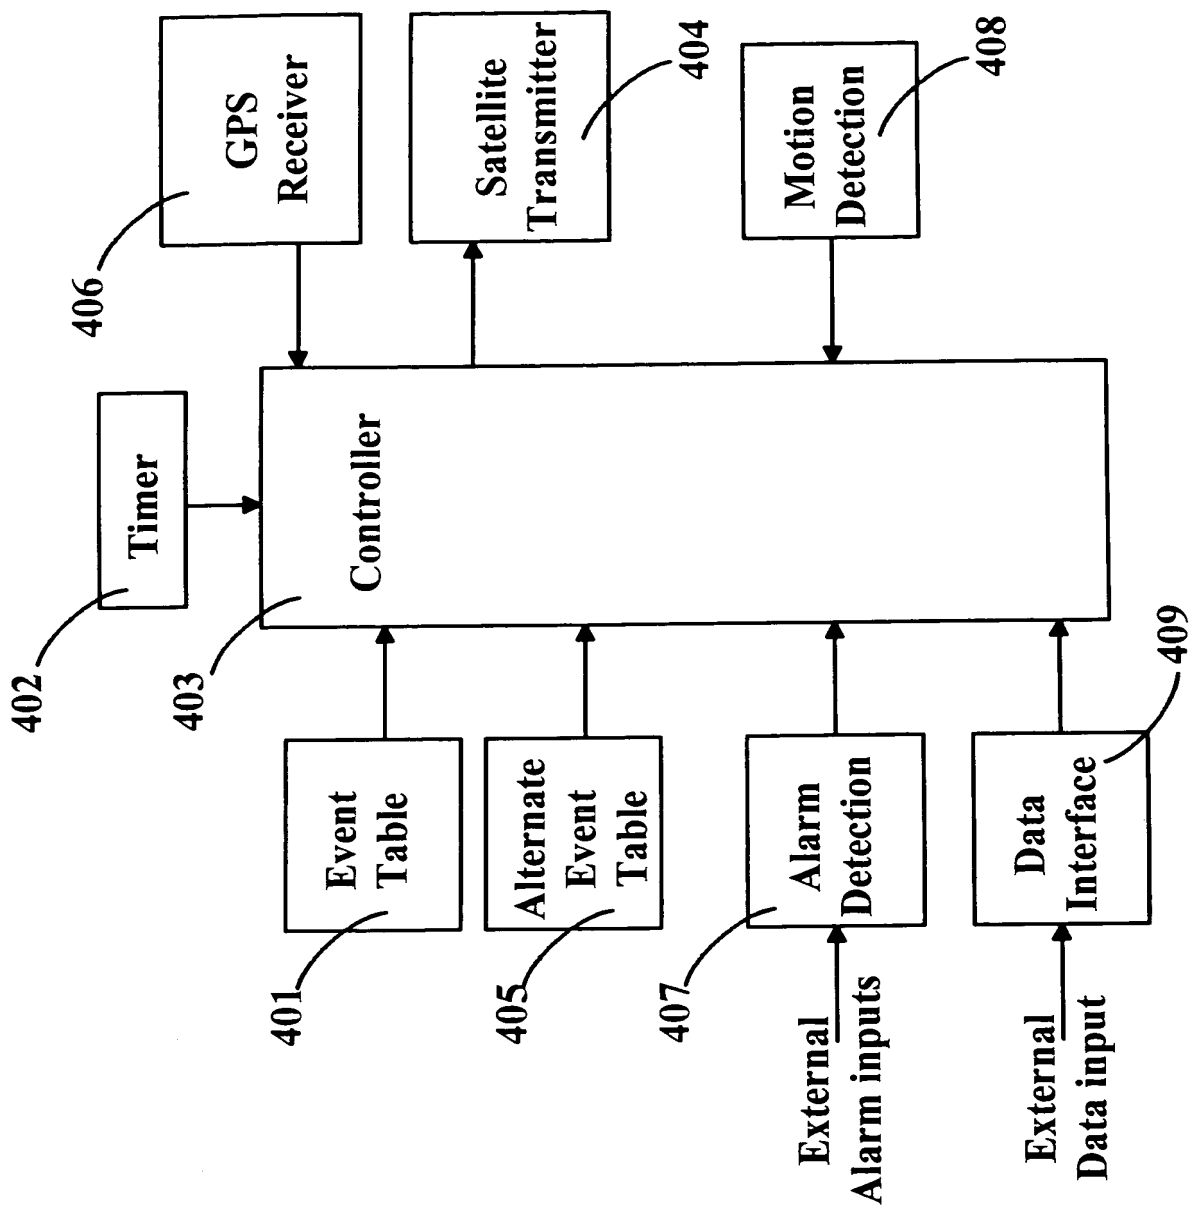 401
Event
Table
405
Alternate
Event
Table
407
Alarm
Detection
External
Alarm inputs
409
Data
Interface
External
Data input
402
Timer
403
Controller
406
GPS
Receiver
404
Satellite
Transmitter
408
Motion
Detection